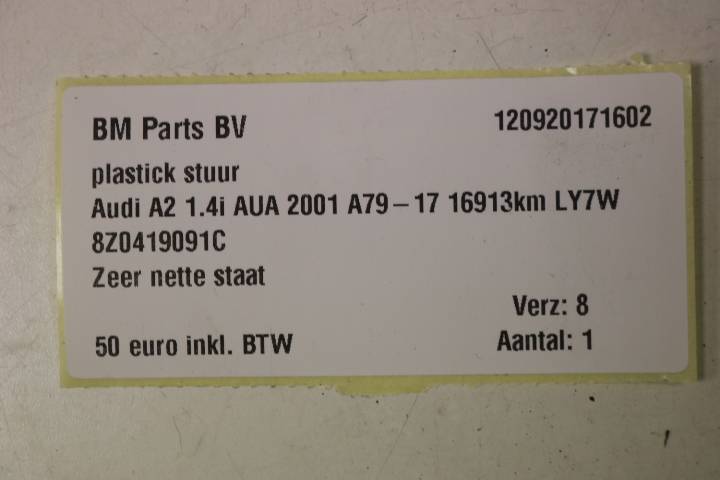 BM Parts BV 120920171602
plastick stuur
Audi A2 1.4i AUA 2001 A79-17 16913km LY7W
8Z0419091C
Zeer nette staat
Verz: 8
50 euro inkl. BTW Aantal: 1